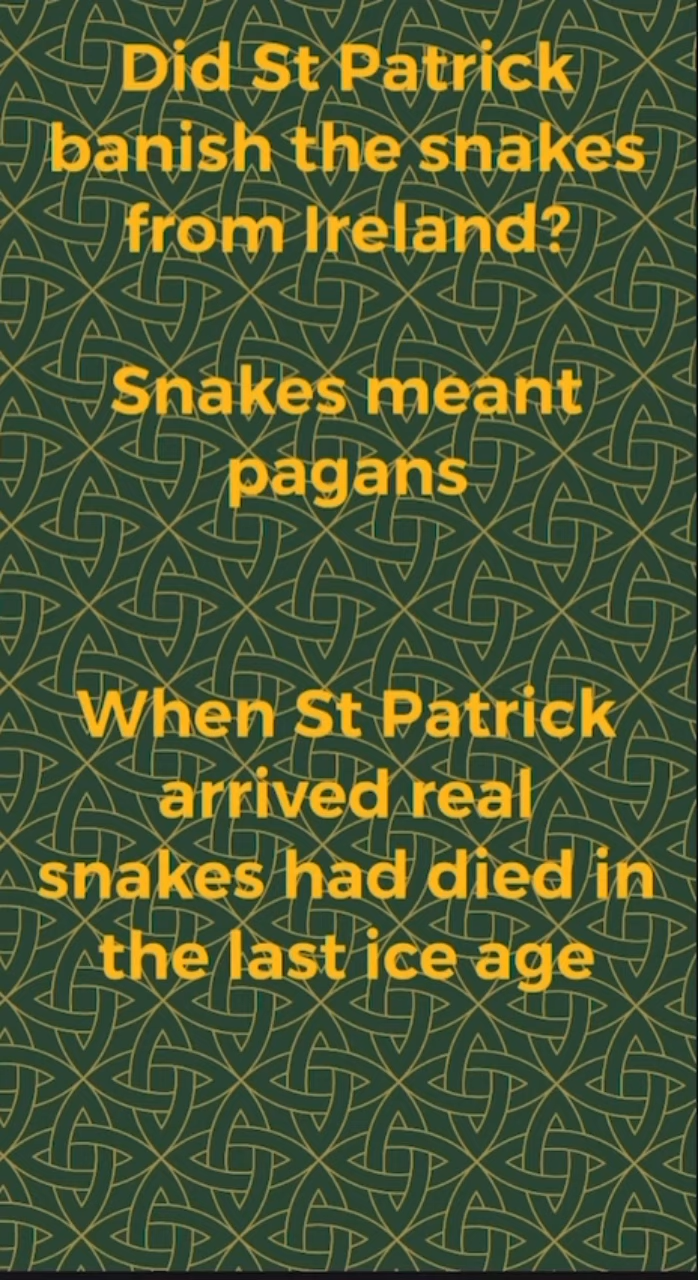 Did St Patrick
banish the snakes
from Ireland?
Snakes meant
pagans
When St Patrick
arrived real
snakes had died in
the last ice age